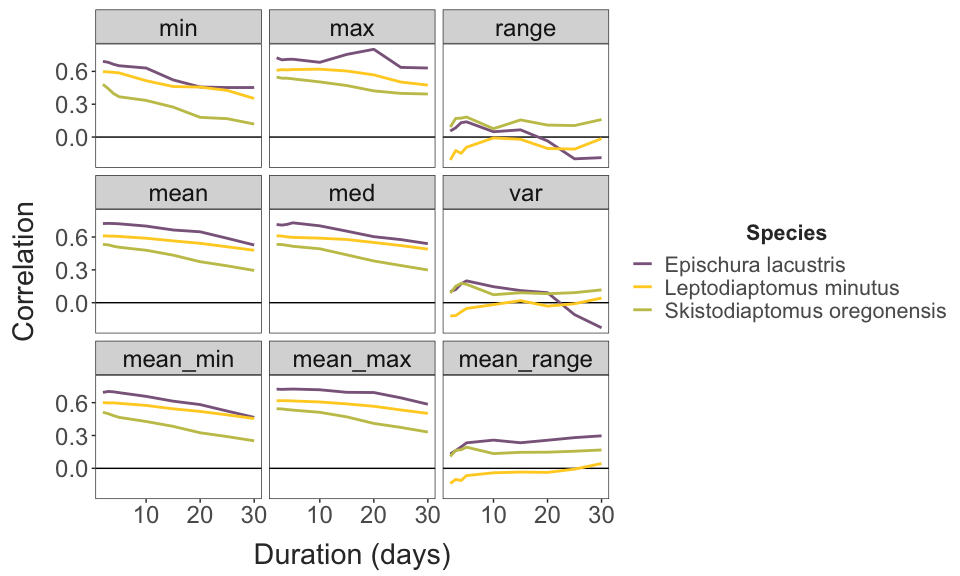 min max range
0.6
0.3
0.0
mean med var
0.6
0.3
0.0
mean_min mean_max mean_range
0.6
0.3
0.0
10 20 30 10 20 30 10 20 30
Duration (days)
Correlation
Species
Epischura lacustris
Leptodiaptomus minutus
Skistodiaptomus oregonensis